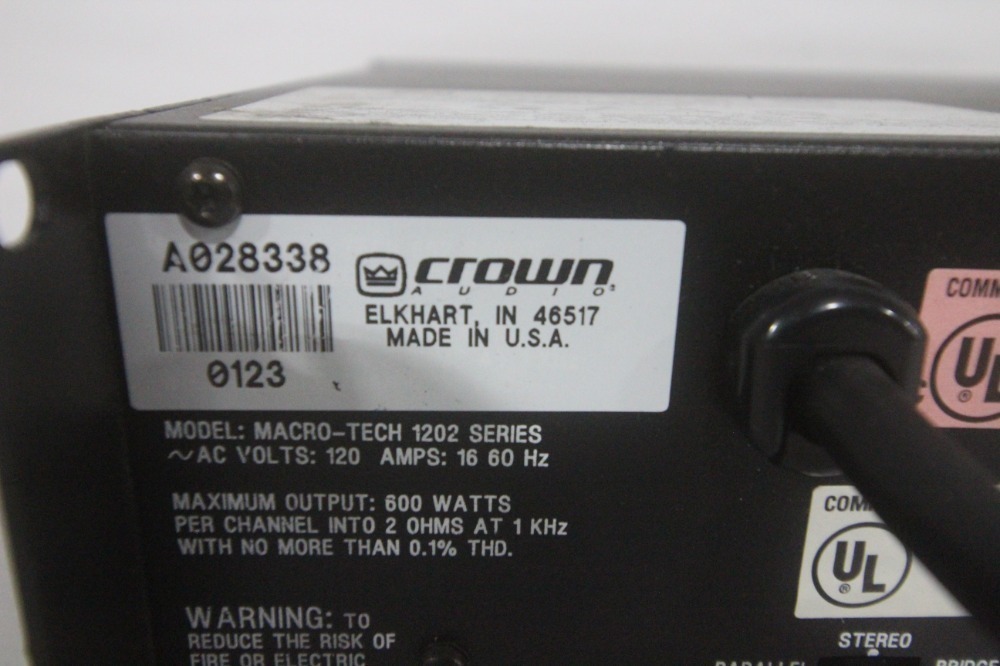 A028338
crown
AUDIO®
ELKHART, IN 46517
MADE IN U.S.A.
0123
MODEL: MACRO-TECH 1202 SERIES
~AC VOLTS: 120 AMPS: 16 60 Hz
MAXIMUM OUTPUT: 600 WATTS
PER CHANNEL INTO 2 OHMS AT 1 KHz
WITH NO MORE THAN 0.1% THD.
WARNING: TO
REDUCE THE RISK OF
FIRE OR ELECTRIC
UL
®
UL
®
STEREO